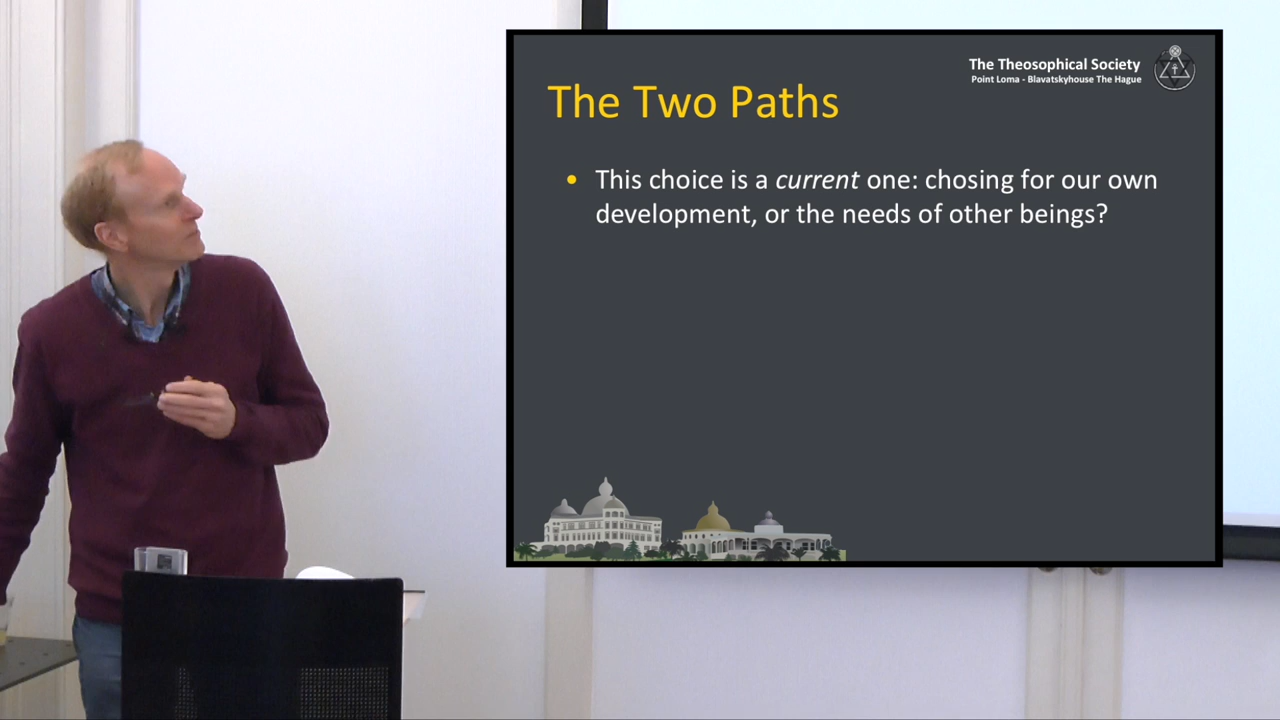 The Theosophical Society
Point Loma - Blavatskyhouse The Hague
The Two Paths
• This choice is a current one: chosing for our own
development, or the needs of other beings?